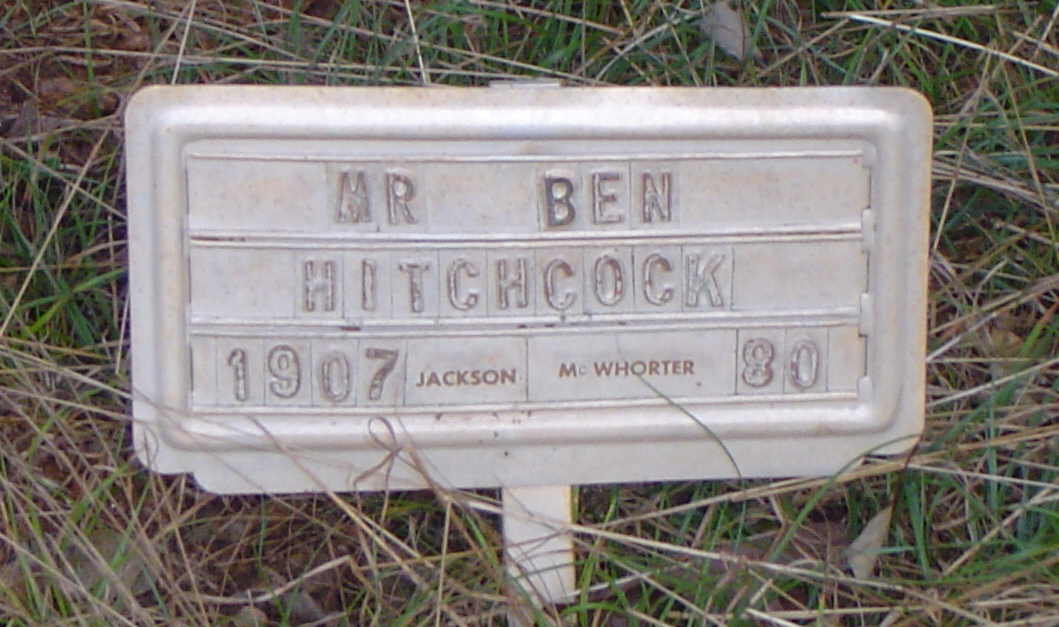 MR BEN
HITCHCOCK
1907 JACKSON McWHORTER 80